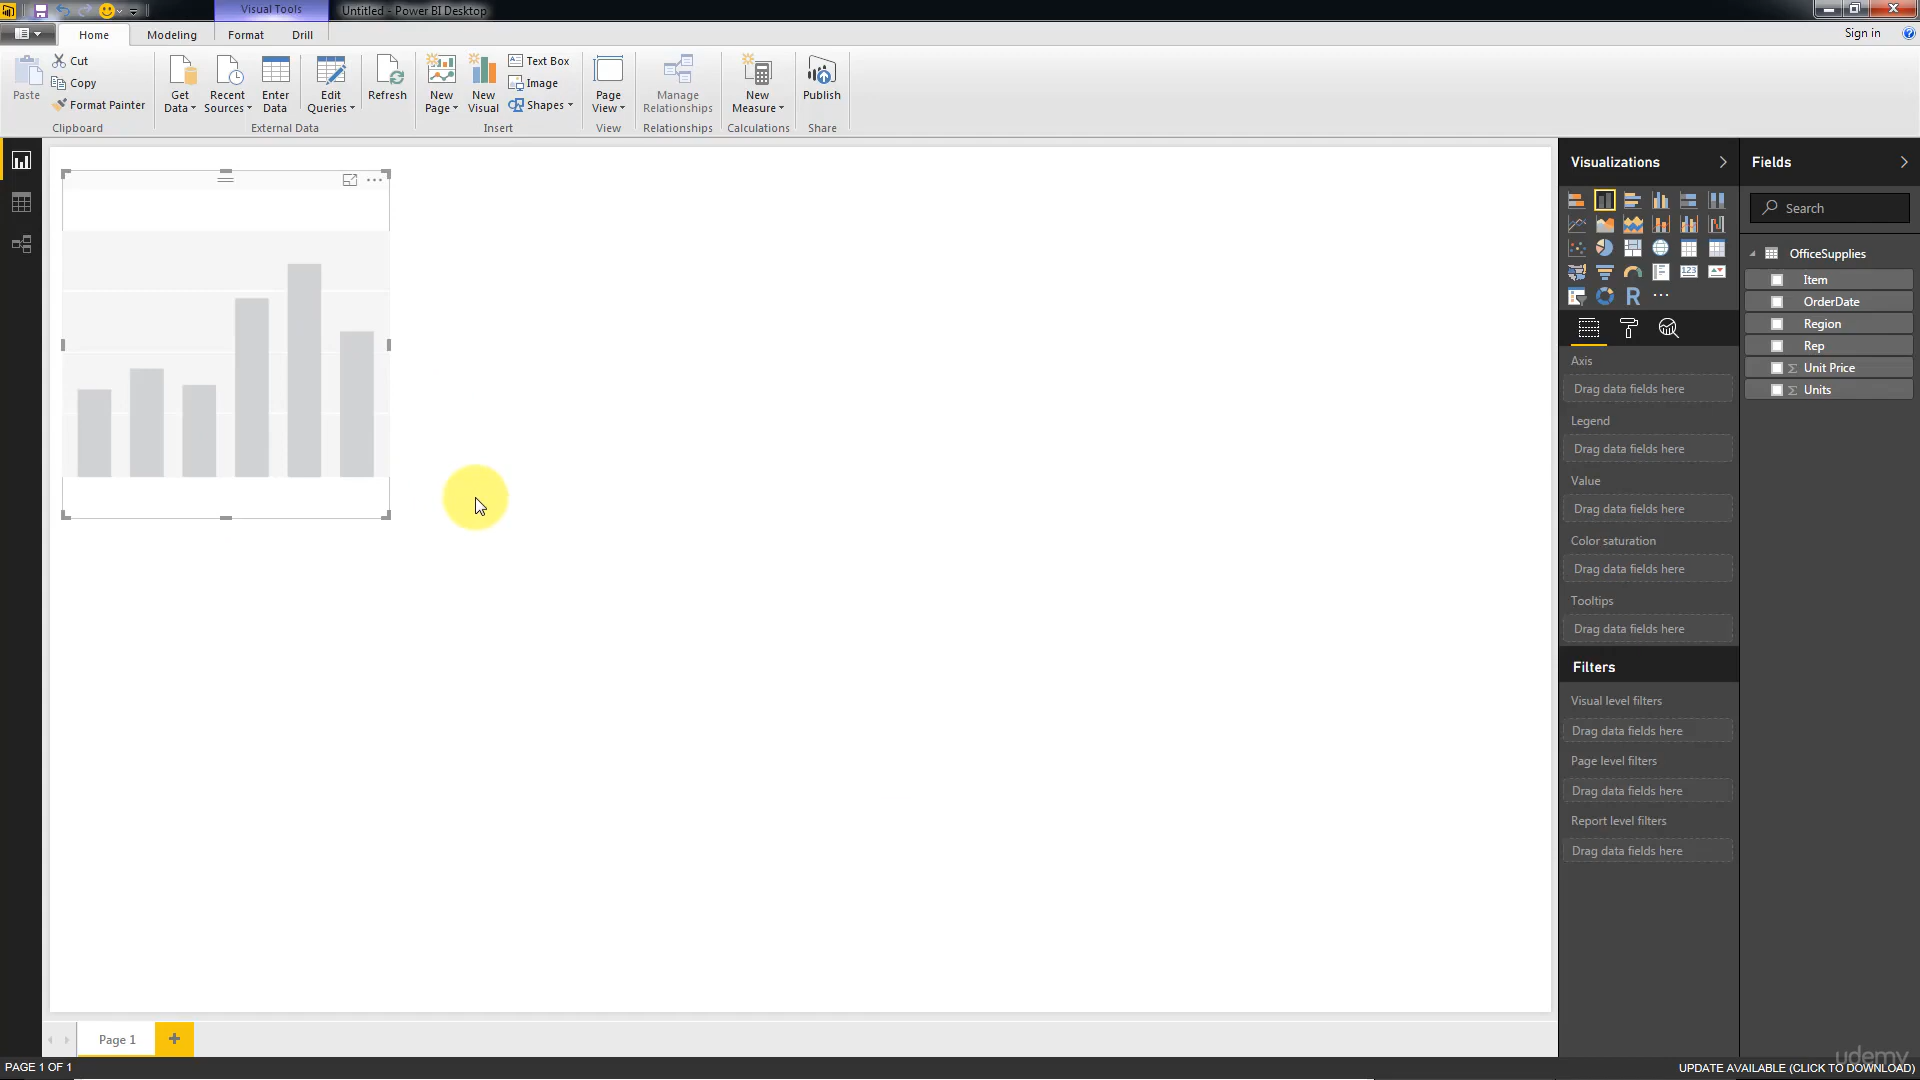 Visual Tools
Untitled - Power BI Desktop
Home
Modeling
Format
Drill
Sign in
Paste
Cut
Copy
Format Painter
Clipboard
Get Data
Recent Sources
Enter Data
Edit Queries
External Data
Refresh
New Page
New Visual
Text Box
Image
Shapes
Insert
Page View
View
Manage Relationships
Relationships
New Measure
Calculations
Publish
Share
Visualizations
123
R
Axis
Drag data fields here
Legend
Drag data fields here
Value
Drag data fields here
Color saturation
Drag data fields here
Tooltips
Drag data fields here
Filters
Visual level filters
Drag data fields here
Page level filters
Drag data fields here
Report level filters
Drag data fields here
Fields
Search
OfficeSupplies
Item
OrderDate
Region
Rep
Σ Unit Price
Σ Units
Page 1
PAGE 1 OF 1
udemy
UPDATE AVAILABLE (CLICK TO DOWNLOAD)